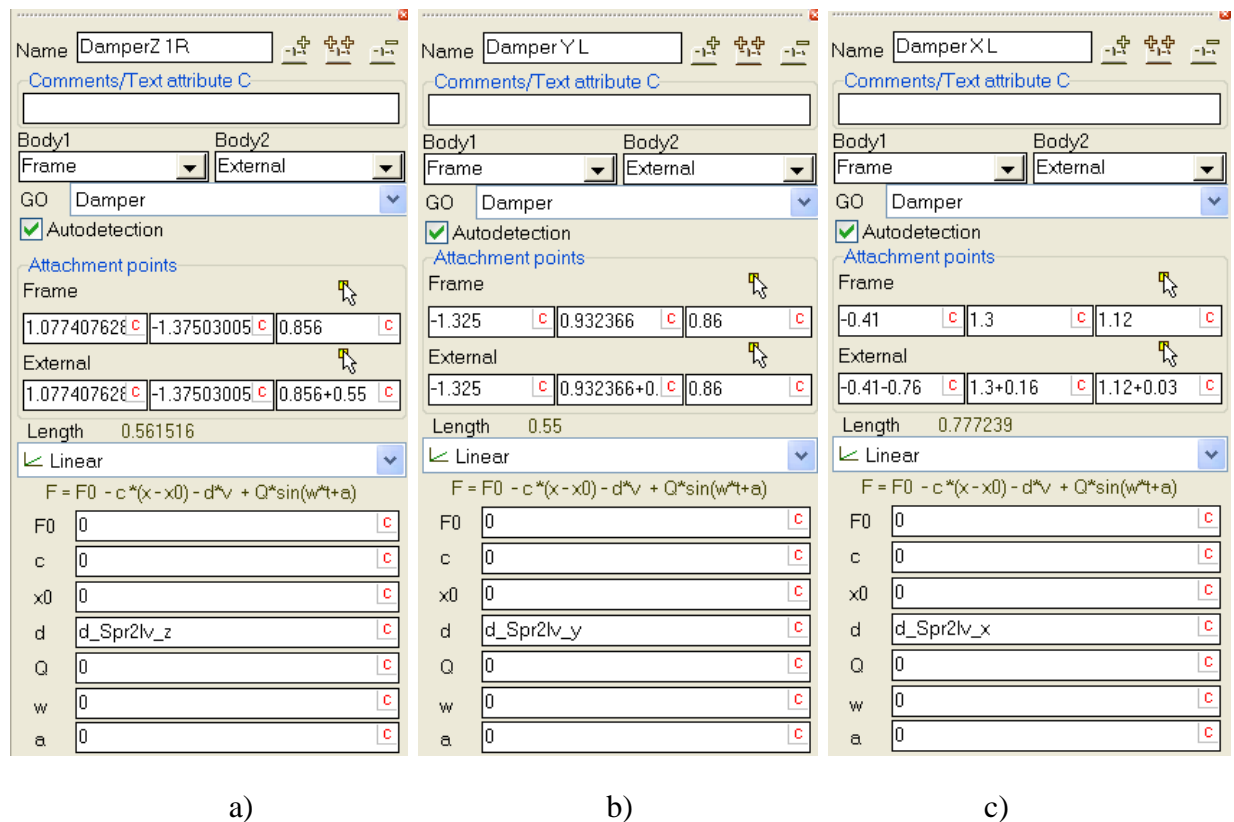 Name DamperZ 1R
Comments/Text attribute C
Body1 Body2
Frame External
GO Damper
Autodetection
Attachment points
Frame
1.077407628 C -1.37503005 C 0.856 C
External
1.077407628 C -1.37503005 C 0.856+0.55 C
Length 0.561516
Linear
F = F0 - c*(x-x0) - d*v + Q*sin(w*t+a)
F0 0 C
c 0 C
x0 0 C
d d_Spr2lv_z C
Q 0 C
w 0 C
a 0 C
a)
Name DamperYL
Comments/Text attribute C
Body1 Body2
Frame External
GO Damper
Autodetection
Attachment points
Frame
-1.325 C 0.932366 C 0.86 C
External
-1.325 C 0.932366+0. C 0.86 C
Length 0.55
Linear
F = F0 - c*(x-x0) - d*v + Q*sin(w*t+a)
F0 0 C
c 0 C
x0 0 C
d d_Spr2lv_y C
Q 0 C
w 0 C
a 0 C
b)
Name DamperXL
Comments/Text attribute C
Body1 Body2
Frame External
GO Damper
Autodetection
Attachment points
Frame
-0.41 C 1.3 C 1.12 C
External
-0.41-0.76 C 1.3+0.16 C 1.12+0.03 C
Length 0.777239
Linear
F = F0 - c*(x-x0) - d*v + Q*sin(w*t+a)
F0 0 C
c 0 C
x0 0 C
d d_Spr2lv_x C
Q 0 C
w 0 C
a 0 C
c)